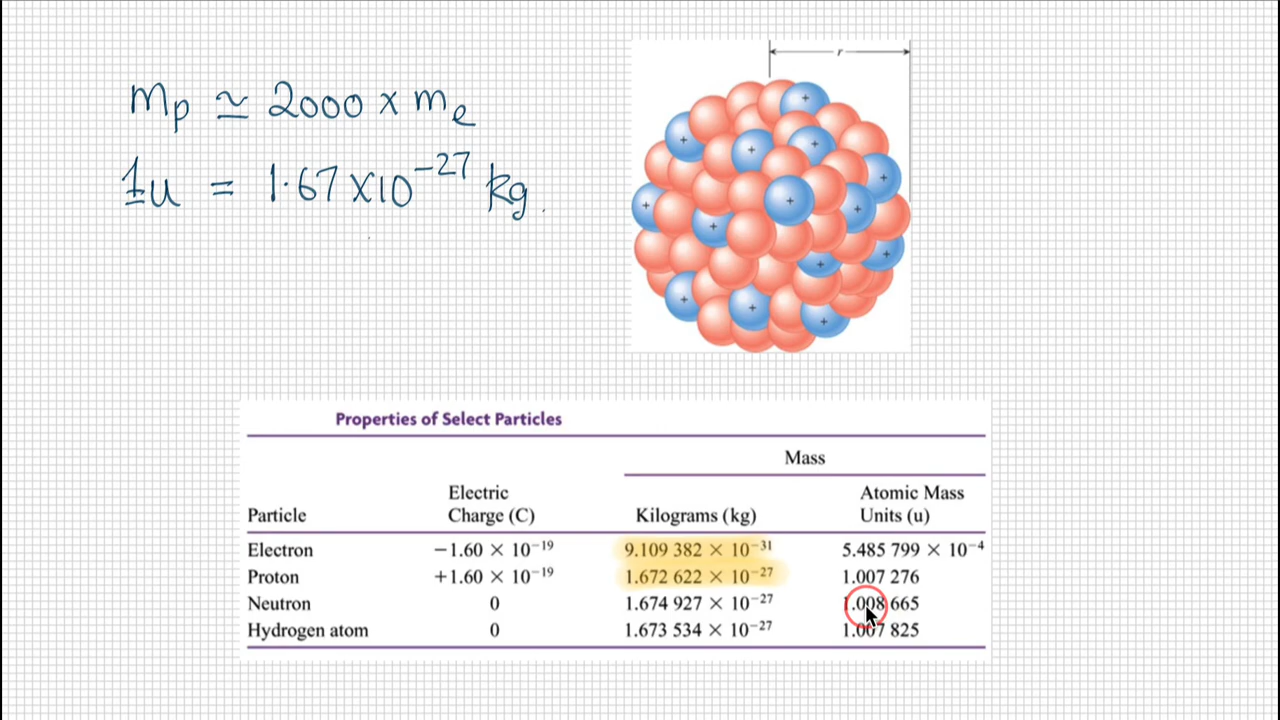 mp ≃ 2000 x me
1u = 1.67 x10⁻²⁷ kg.
r
+ + + + + + + + + + + + + +
Properties of Select Particles
Mass
Electric Atomic Mass
Particle Charge (C) Kilograms (kg) Units (u)
Electron −1.60 × 10⁻¹⁹ 9.109 382 × 10⁻³¹ 5.485 799 × 10⁻⁴
Proton +1.60 × 10⁻¹⁹ 1.672 622 × 10⁻²⁷ 1.007 276
Neutron 0 1.674 927 × 10⁻²⁷ 1.008 665
Hydrogen atom 0 1.673 534 × 10⁻²⁷ 1.007 825